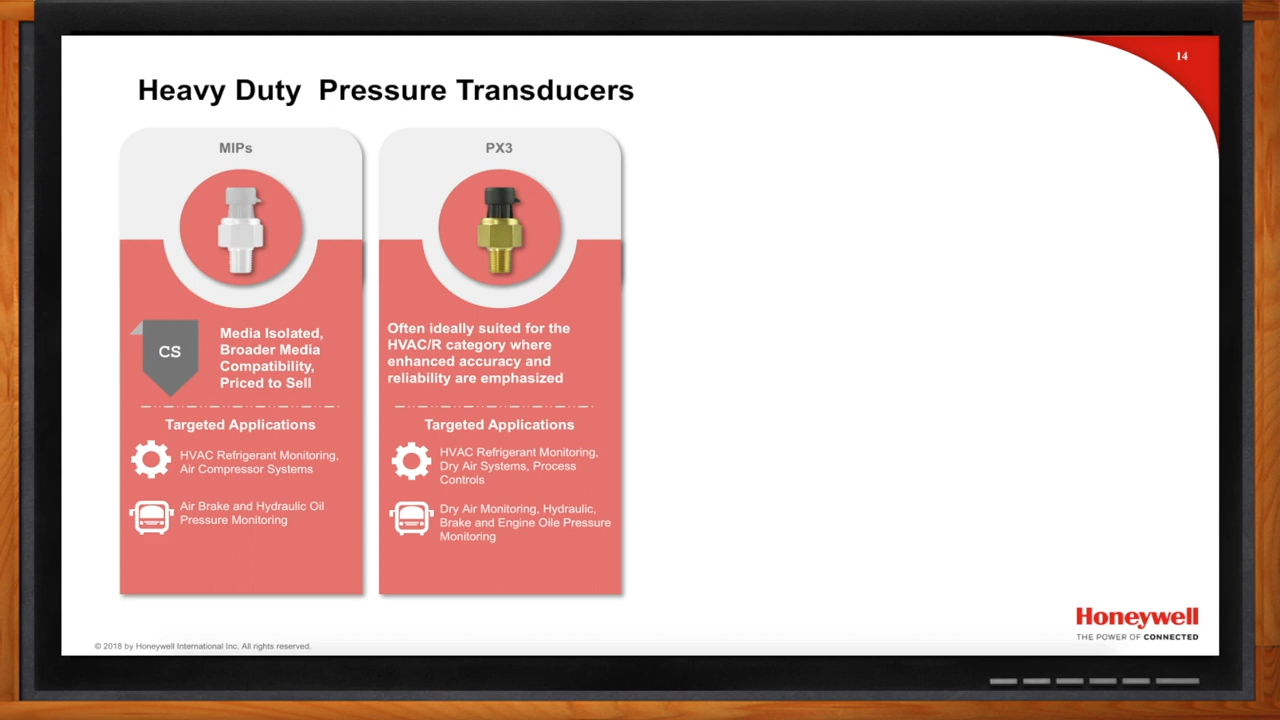 14
Heavy Duty  Pressure Transducers
MIPs
CS
Media Isolated,
Broader Media
Compatibility,
Priced to Sell
Targeted Applications
HVAC Refrigerant Monitoring,
Air Compressor Systems
Air Brake and Hydraulic Oil
Pressure Monitoring
PX3
Often ideally suited for the
HVAC/R category where
enhanced accuracy and
reliability are emphasized
Targeted Applications
HVAC Refrigerant Monitoring,
Dry Air Systems, Process
Controls
Dry Air Monitoring, Hydraulic,
Brake and Engine Oile Pressure
Monitoring
Honeywell
THE POWER OF CONNECTED
© 2018 by Honeywell International Inc. All rights reserved.